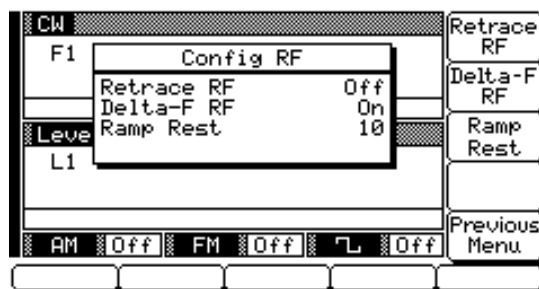 CW
F1
Config RF
Retrace RF Off
Delta-F RF On
Ramp Rest 10
Leve
L1
AM Off FM Off Off
Retrace
RF
Delta-F
RF
Ramp
Rest
Previous
Menu